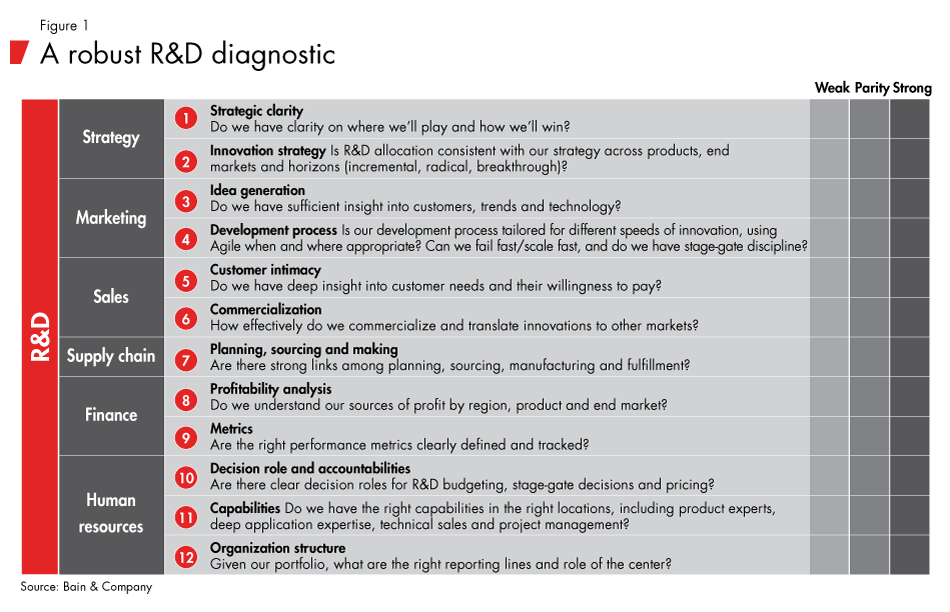 Figure 1
A robust R&D diagnostic
Weak Parity Strong
R&D
Strategy
1
Strategic clarity
Do we have clarity on where we'll play and how we'll win?
2
Innovation strategy Is R&D allocation consistent with our strategy across products, end
markets and horizons (incremental, radical, breakthrough)?
Marketing
3
Idea generation
Do we have sufficient insight into customers, trends and technology?
4
Development process Is our development process tailored for different speeds of innovation, using
Agile when and where appropriate? Can we fail fast/scale fast, and do we have stage-gate discipline?
Sales
5
Customer intimacy
Do we have deep insight into customer needs and their willingness to pay?
6
Commercialization
How effectively do we commercialize and translate innovations to other markets?
Supply chain
7
Planning, sourcing and making
Are there strong links among planning, sourcing, manufacturing and fulfillment?
Finance
8
Profitability analysis
Do we understand our sources of profit by region, product and end market?
9
Metrics
Are the right performance metrics clearly defined and tracked?
Human
resources
10
Decision role and accountabilities
Are there clear decision roles for R&D budgeting, stage-gate decisions and pricing?
11
Capabilities Do we have the right capabilities in the right locations, including product experts,
deep application expertise, technical sales and project management?
12
Organization structure
Given our portfolio, what are the right reporting lines and role of the center?
Source: Bain & Company